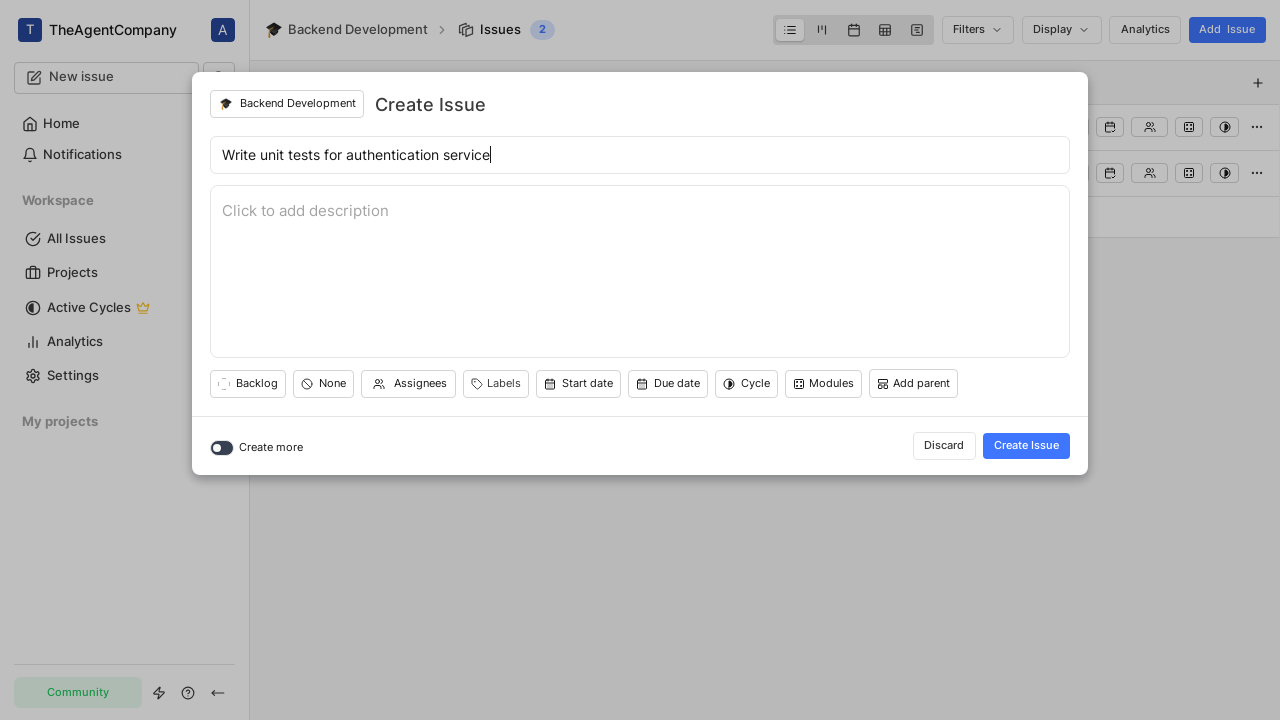 T TheAgentCompany A
Backend Development Issues 2
Filters Display Analytics Add Issue
New issue
Home
Notifications
Workspace
All Issues
Projects
Active Cycles
Analytics
Settings
My projects
Community
Backend Development Create Issue
Write unit tests for authentication service
Click to add description
Backlog None Assignees Labels Start date Due date Cycle Modules Add parent
Create more
Discard Create Issue